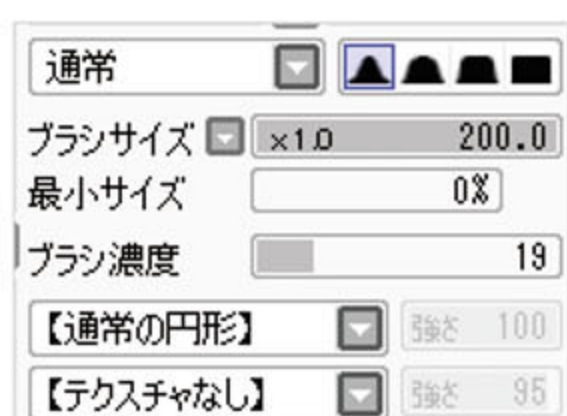 通常
ブラシサイズ ×1.0 200.0
最小サイズ 0%
ブラシ濃度 19
【通常の円形】 強さ 100
【テクスチャなし】 強さ 95